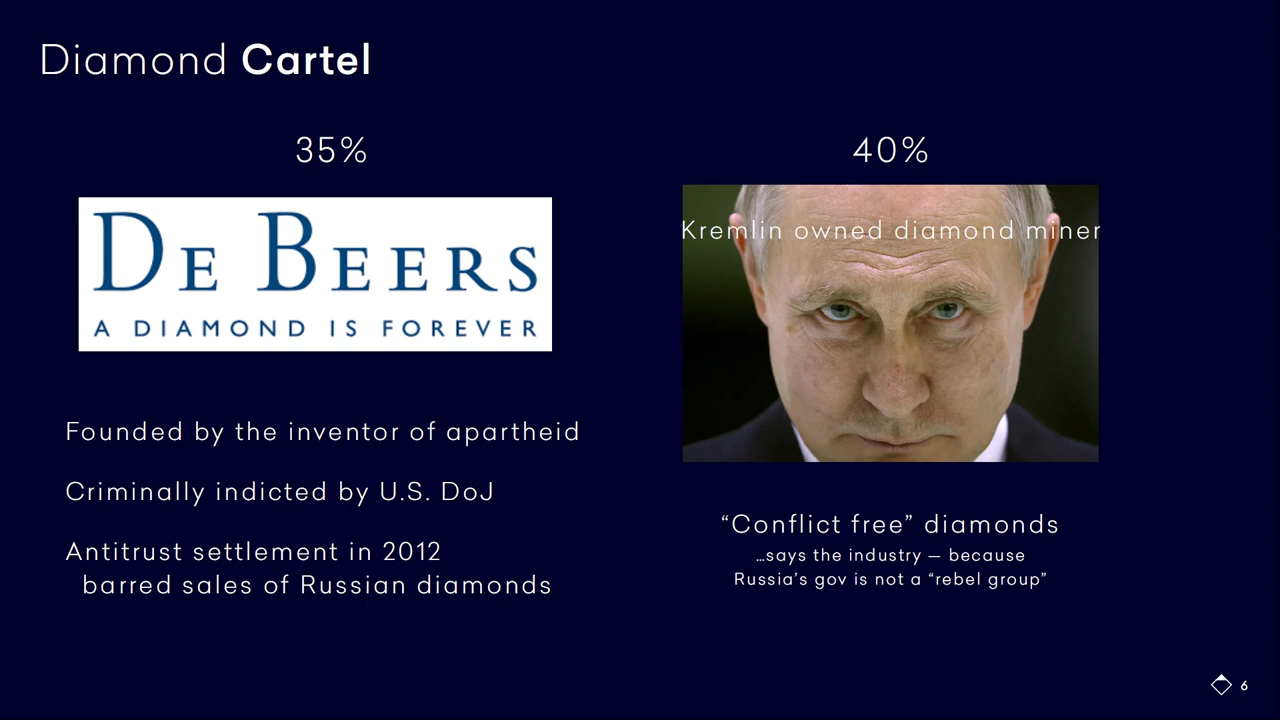 Diamond Cartel
35%
DE BEERS
A DIAMOND IS FOREVER
Founded by the inventor of apartheid
Criminally indicted by U.S. DoJ
Antitrust settlement in 2012
barred sales of Russian diamonds
40%
Kremlin owned diamond miner
“Conflict free” diamonds
…says the industry — because
Russia’s gov is not a “rebel group”
6